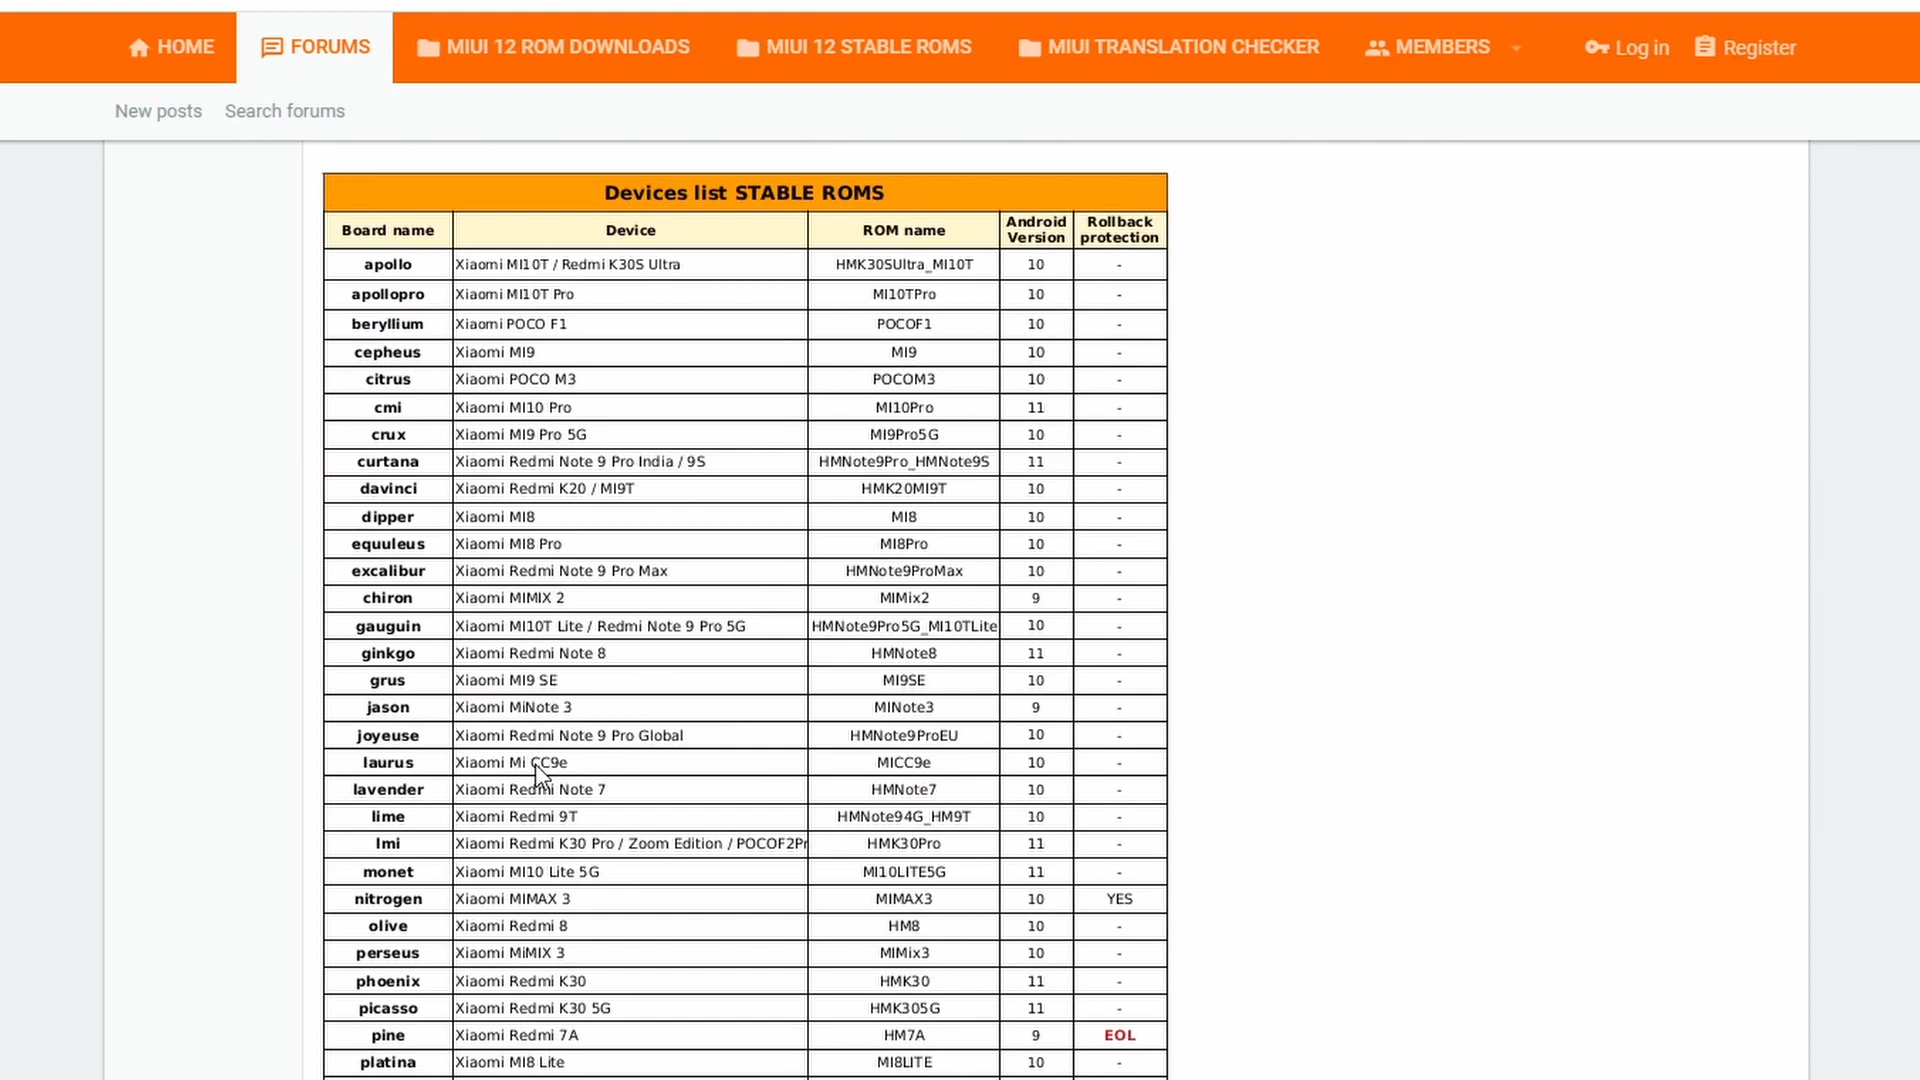 HOME FORUMS MIUI 12 ROM DOWNLOADS MIUI 12 STABLE ROMS MIUI TRANSLATION CHECKER MEMBERS Log in Register
New posts Search forums
Devices list STABLE ROMS
Board name Device ROM name Android Version Rollback protection
apollo Xiaomi MI10T / Redmi K30S Ultra HMK30SUltra_MI10T 10 -
apollopro Xiaomi MI10T Pro MI10TPro 10 -
beryllium Xiaomi POCO F1 POCOF1 10 -
cepheus Xiaomi MI9 MI9 10 -
citrus Xiaomi POCO M3 POCOM3 10 -
cmi Xiaomi MI10 Pro MI10Pro 11 -
crux Xiaomi MI9 Pro 5G MI9Pro5G 10 -
curtana Xiaomi Redmi Note 9 Pro India / 9S HMNote9Pro_HMNote9S 11 -
davinci Xiaomi Redmi K20 / MI9T HMK20MI9T 10 -
dipper Xiaomi MI8 MI8 10 -
equuleus Xiaomi MI8 Pro MI8Pro 10 -
excalibur Xiaomi Redmi Note 9 Pro Max HMNote9ProMax 10 -
chiron Xiaomi MIMIX 2 MIMix2 9 -
gauguin Xiaomi MI10T Lite / Redmi Note 9 Pro 5G HMNote9Pro5G_MI10TLite 10 -
ginkgo Xiaomi Redmi Note 8 HMNote8 11 -
grus Xiaomi MI9 SE MI9SE 10 -
jason Xiaomi MiNote 3 MINote3 9 -
joyeuse Xiaomi Redmi Note 9 Pro Global HMNote9ProEU 10 -
laurus Xiaomi Mi CC9e MICC9e 10 -
lavender Xiaomi Redmi Note 7 HMNote7 10 -
lime Xiaomi Redmi 9T HMNote94G_HM9T 10 -
lmi Xiaomi Redmi K30 Pro / Zoom Edition / POCOF2Pr HMK30Pro 11 -
monet Xiaomi MI10 Lite 5G MI10LITE5G 11 -
nitrogen Xiaomi MIMAX 3 MIMAX3 10 YES
olive Xiaomi Redmi 8 HM8 10 -
perseus Xiaomi MiMIX 3 MIMix3 10 -
phoenix Xiaomi Redmi K30 HMK30 11 -
picasso Xiaomi Redmi K30 5G HMK305G 11 -
pine Xiaomi Redmi 7A HM7A 9 EOL
platina Xiaomi MI8 Lite MI8LITE 10 -